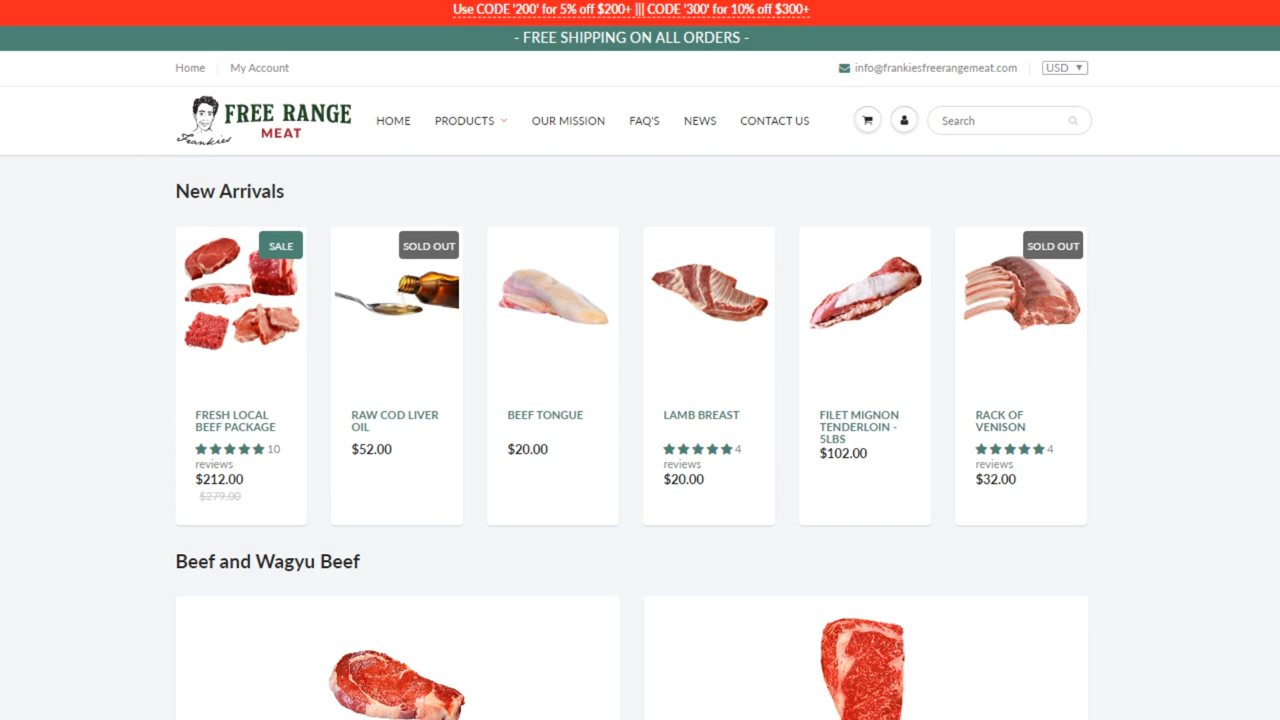 Use CODE '200' for 5% off $200+ ||| CODE '300' for 10% off $300+
- FREE SHIPPING ON ALL ORDERS -
Home
My Account
info@frankiesfreerangemeat.com
USD ▼
Frankies
FREE RANGE
MEAT
HOME
PRODUCTS
OUR MISSION
FAQ'S
NEWS
CONTACT US
Search
New Arrivals
SALE
FRESH LOCAL
BEEF PACKAGE
10
reviews
$212.00
$279.00
SOLD OUT
RAW COD LIVER
OIL
$52.00
BEEF TONGUE
$20.00
LAMB BREAST
4
reviews
$20.00
FILET MIGNON
TENDERLOIN -
5LBS
$102.00
SOLD OUT
RACK OF
VENISON
4
reviews
$32.00
Beef and Wagyu Beef